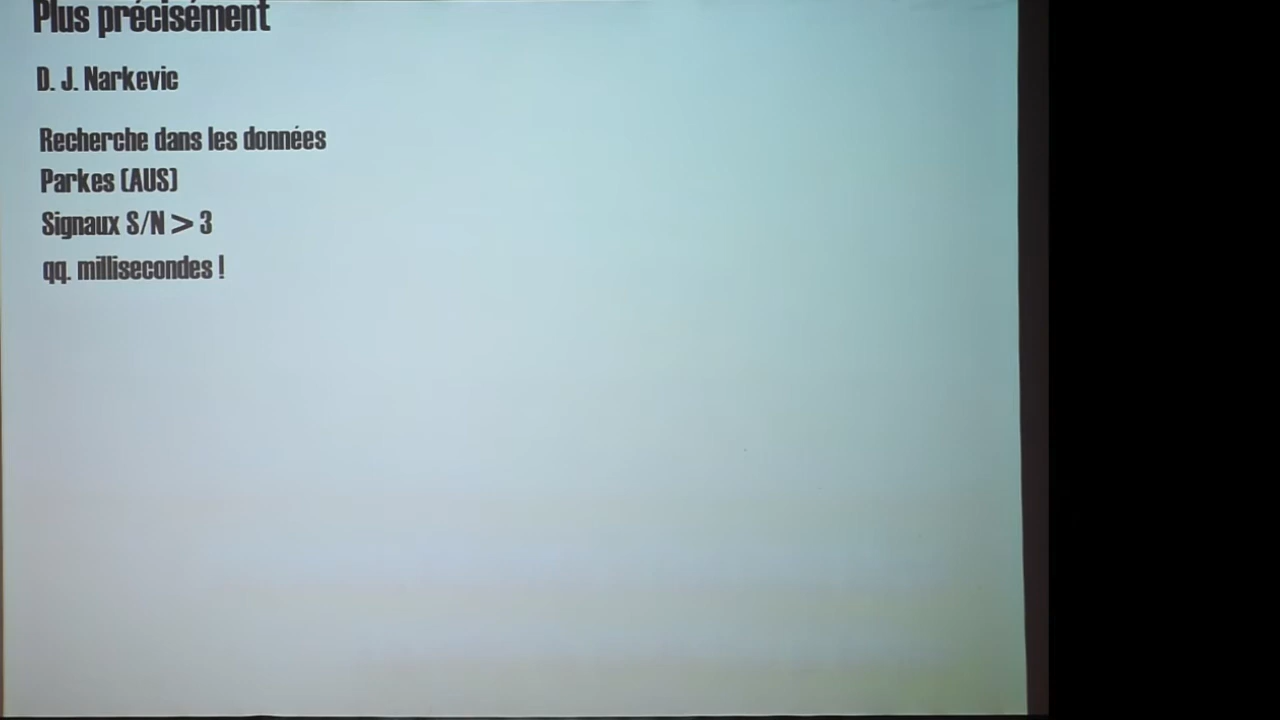 Plus précisément
D. J. Narkevic
Recherche dans les données
Parkes (AUS)
Signaux S/N > 3
qq. millisecondes !